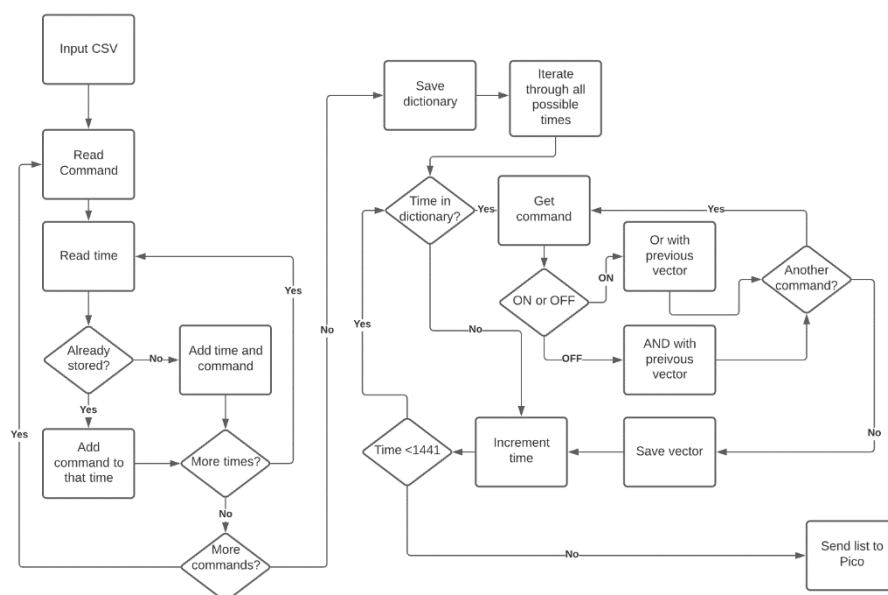 Input CSV
Read
Command
Read time
Already
stored?
No
Add time and
command
Yes
Add
command to
that time
More times?
Yes
No
More
commands?
Yes
No
Save
dictionary
Iterate
through all
possible
times
Time in
dictionary?
Yes
Get
command
ON or OFF
ON
Or with
previous
vector
OFF
AND with
preivous
vector
Another
command?
Yes
No
Save vector
No
Increment
time
Time <1441
Yes
No
Send list to
Pico